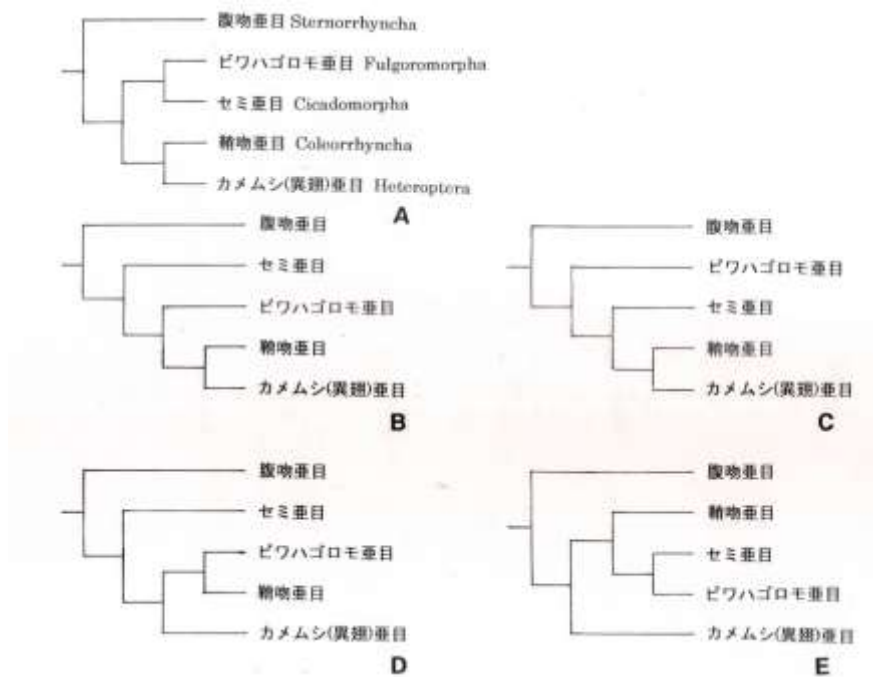 腹吻亜目 Sternorrhyncha
ビワハゴロモ亜目 Fulgoromorpha
セミ亜目 Cicadomorpha
鞘吻亜目 Coleorrhyncha
カメムシ(異翅)亜目 Heteroptera
A
腹吻亜目
セミ亜目
ビワハゴロモ亜目
鞘吻亜目
カメムシ(異翅)亜目
B
腹吻亜目
ビワハゴロモ亜目
セミ亜目
鞘吻亜目
カメムシ(異翅)亜目
C
腹吻亜目
セミ亜目
ビワハゴロモ亜目
鞘吻亜目
カメムシ(異翅)亜目
D
腹吻亜目
鞘吻亜目
セミ亜目
ビワハゴロモ亜目
カメムシ(異翅)亜目
E